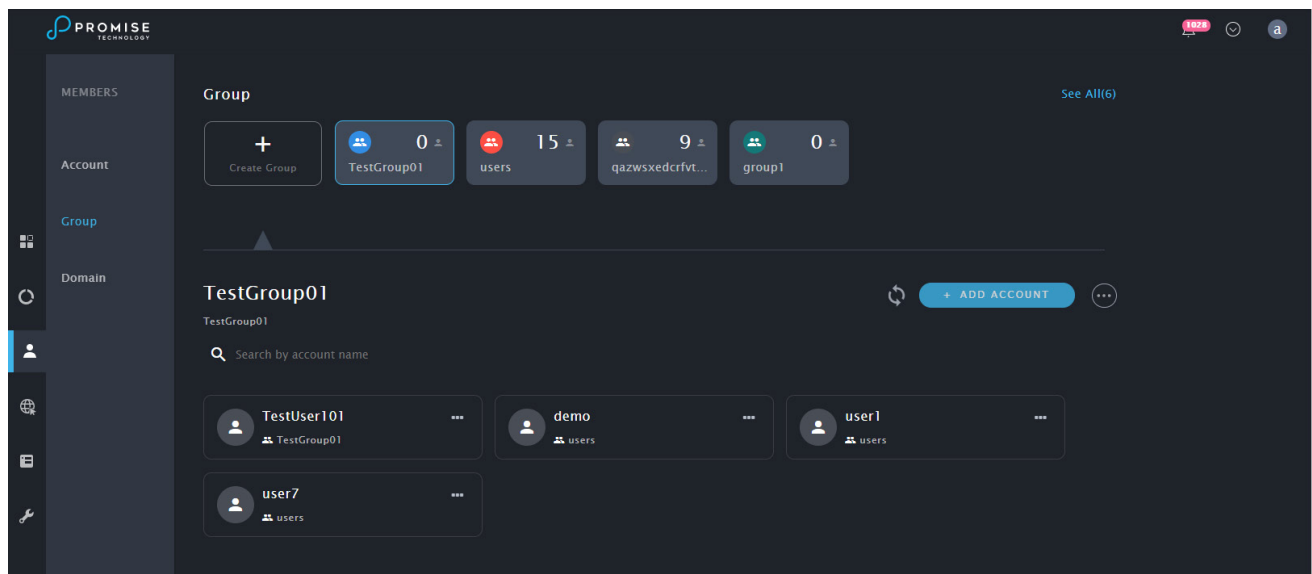 PROMISE
TECHNOLOGY
1028
a
MEMBERS
Account
Group
Domain
Group
See All(6)
+
Create Group
0
TestGroup01
15
users
9
qazwsxedcrfvt...
0
group1
TestGroup01
+ ADD ACCOUNT
TestGroup01
Search by account name
TestUser101
TestGroup01
demo
users
user1
users
user7
users